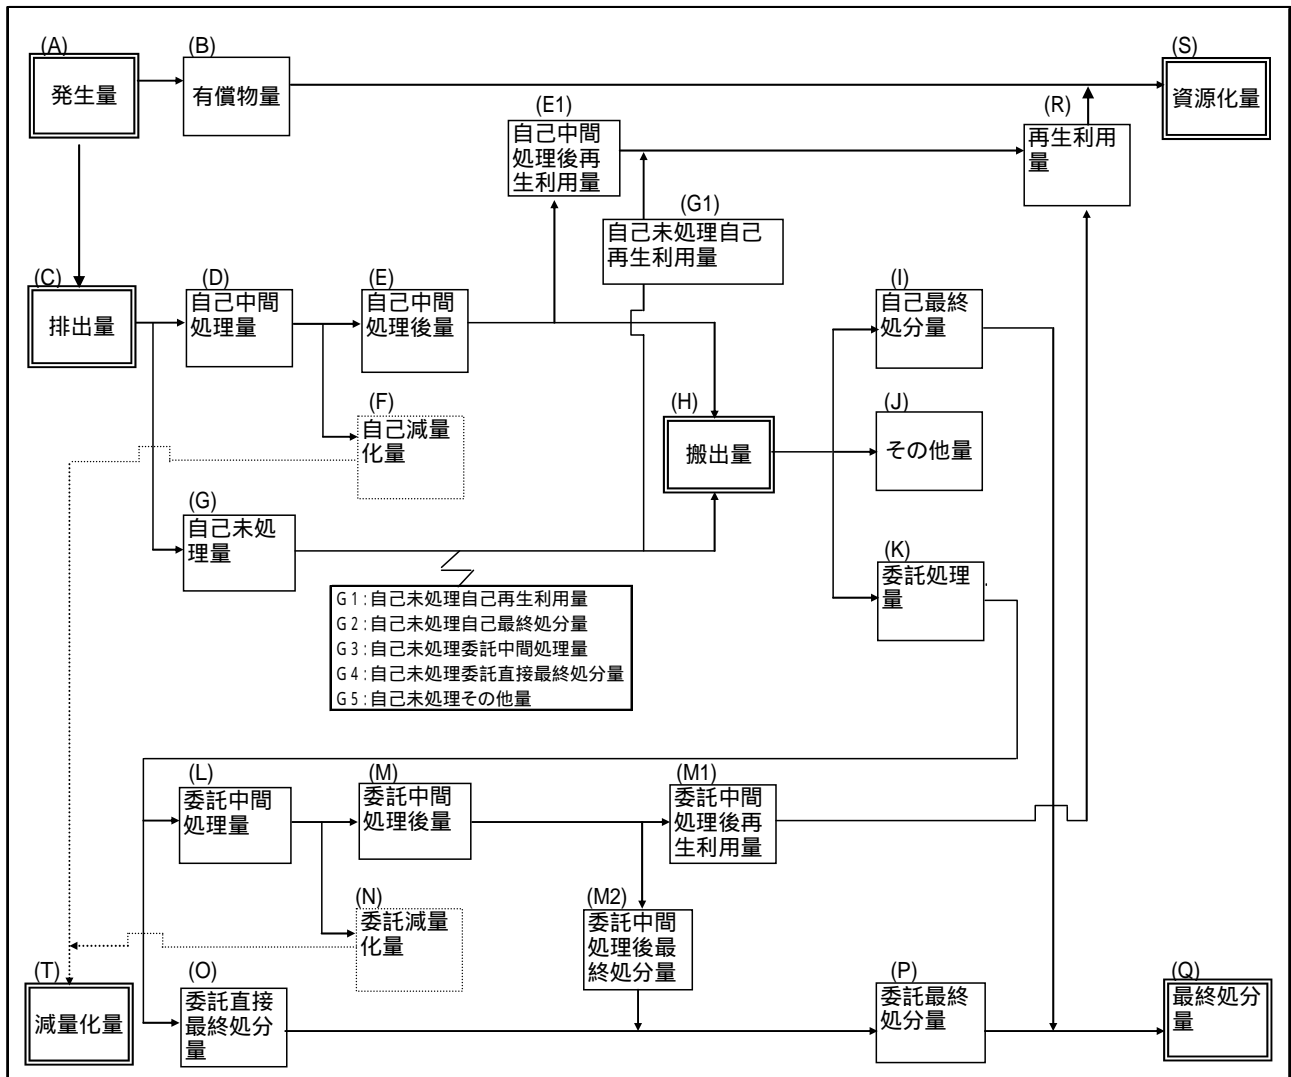 (A)
発生量
(B)
有償物量
(S)
資源化量
(E1)
自己中間
処理後再
生利用量
(R)
再生利用
量
(G1)
自己未処理自己
再生利用量
(C)
排出量
(D)
自己中間
処理量
(E)
自己中間
処理後量
(I)
自己最終
処分量
(F)
自己減量
化量
(H)
搬出量
(J)
その他量
(G)
自己未処
理量
(K)
委託処理
量
G1:自己未処理自己再生利用量
G2:自己未処理自己最終処分量
G3:自己未処理委託中間処理量
G4:自己未処理委託直接最終処分量
G5:自己未処理その他量
(L)
委託中間
処理量
(M)
委託中間
処理後量
(M1)
委託中間
処理後再
生利用量
(N)
委託減量
化量
(M2)
委託中間
処理後最
終処分量
(T)
減量化量
(O)
委託直接
最終処分
量
(P)
委託最終
処分量
(Q)
最終処分
量